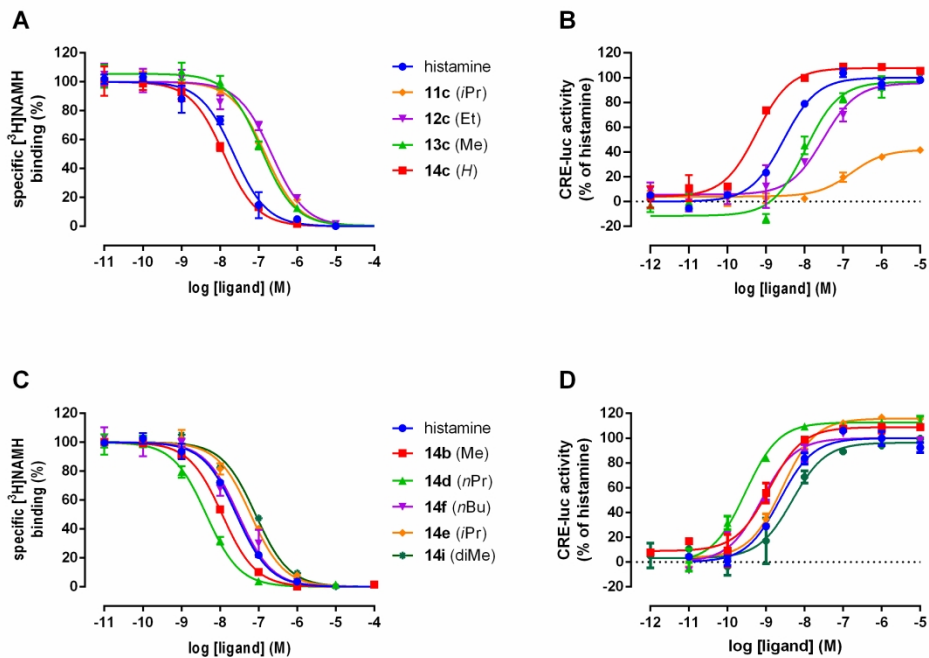 A
specific [³H]NAMH
binding (%)
120
100
80
60
40
20
0
-11 -10 -9 -8 -7 -6 -5 -4
log [ligand] (M)
histamine
11c (iPr)
12c (Et)
13c (Me)
14c (H)
B
CRE-luc activity
(% of histamine)
120
100
80
60
40
20
0
-20
-12 -11 -10 -9 -8 -7 -6 -5
log [ligand] (M)
C
specific [³H]NAMH
binding (%)
120
100
80
60
40
20
0
-11 -10 -9 -8 -7 -6 -5 -4
log [ligand] (M)
histamine
14b (Me)
14d (nPr)
14f (nBu)
14e (iPr)
14i (diMe)
D
CRE-luc activity
(% of histamine)
120
100
80
60
40
20
0
-20
-12 -11 -10 -9 -8 -7 -6 -5
log [ligand] (M)